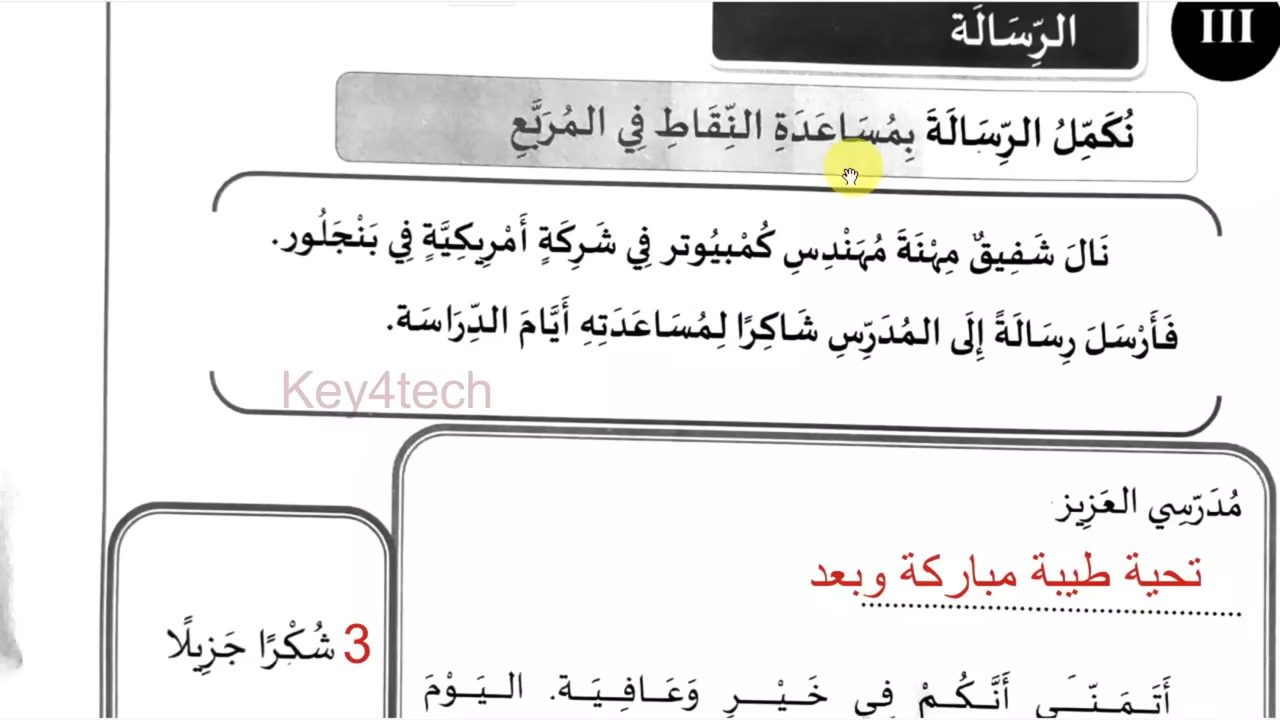 III
الرِّسَالَة
نُكَمِّلُ الرِّسَالَةَ بِمُسَاعَدَةِ النِّقَاطِ فِي المُرَبَّعِ
نَالَ شَفِيقٌ مِهْنَةَ مُهَنْدِسِ كُمْبيُوتر فِي شَرِكَةٍ أَمْرِيكِيَّةٍ فِي بَنْجَلُور.
فَأَرْسَلَ رِسَالَةً إِلَى المُدَرِّسِ شَاكِرًا لِمُسَاعَدَتِهِ أَيَّامَ الدِّرَاسَة.
Key4tech
مُدَرِّسِي العَزِيز
تحية طيبة مباركة وبعد
3 شُكْرًا جَزِيلًا
أَتَمَنَّى أَنَّكُمْ فِي خَيْرٍ وَعَافِيَة. اليَوْمَ